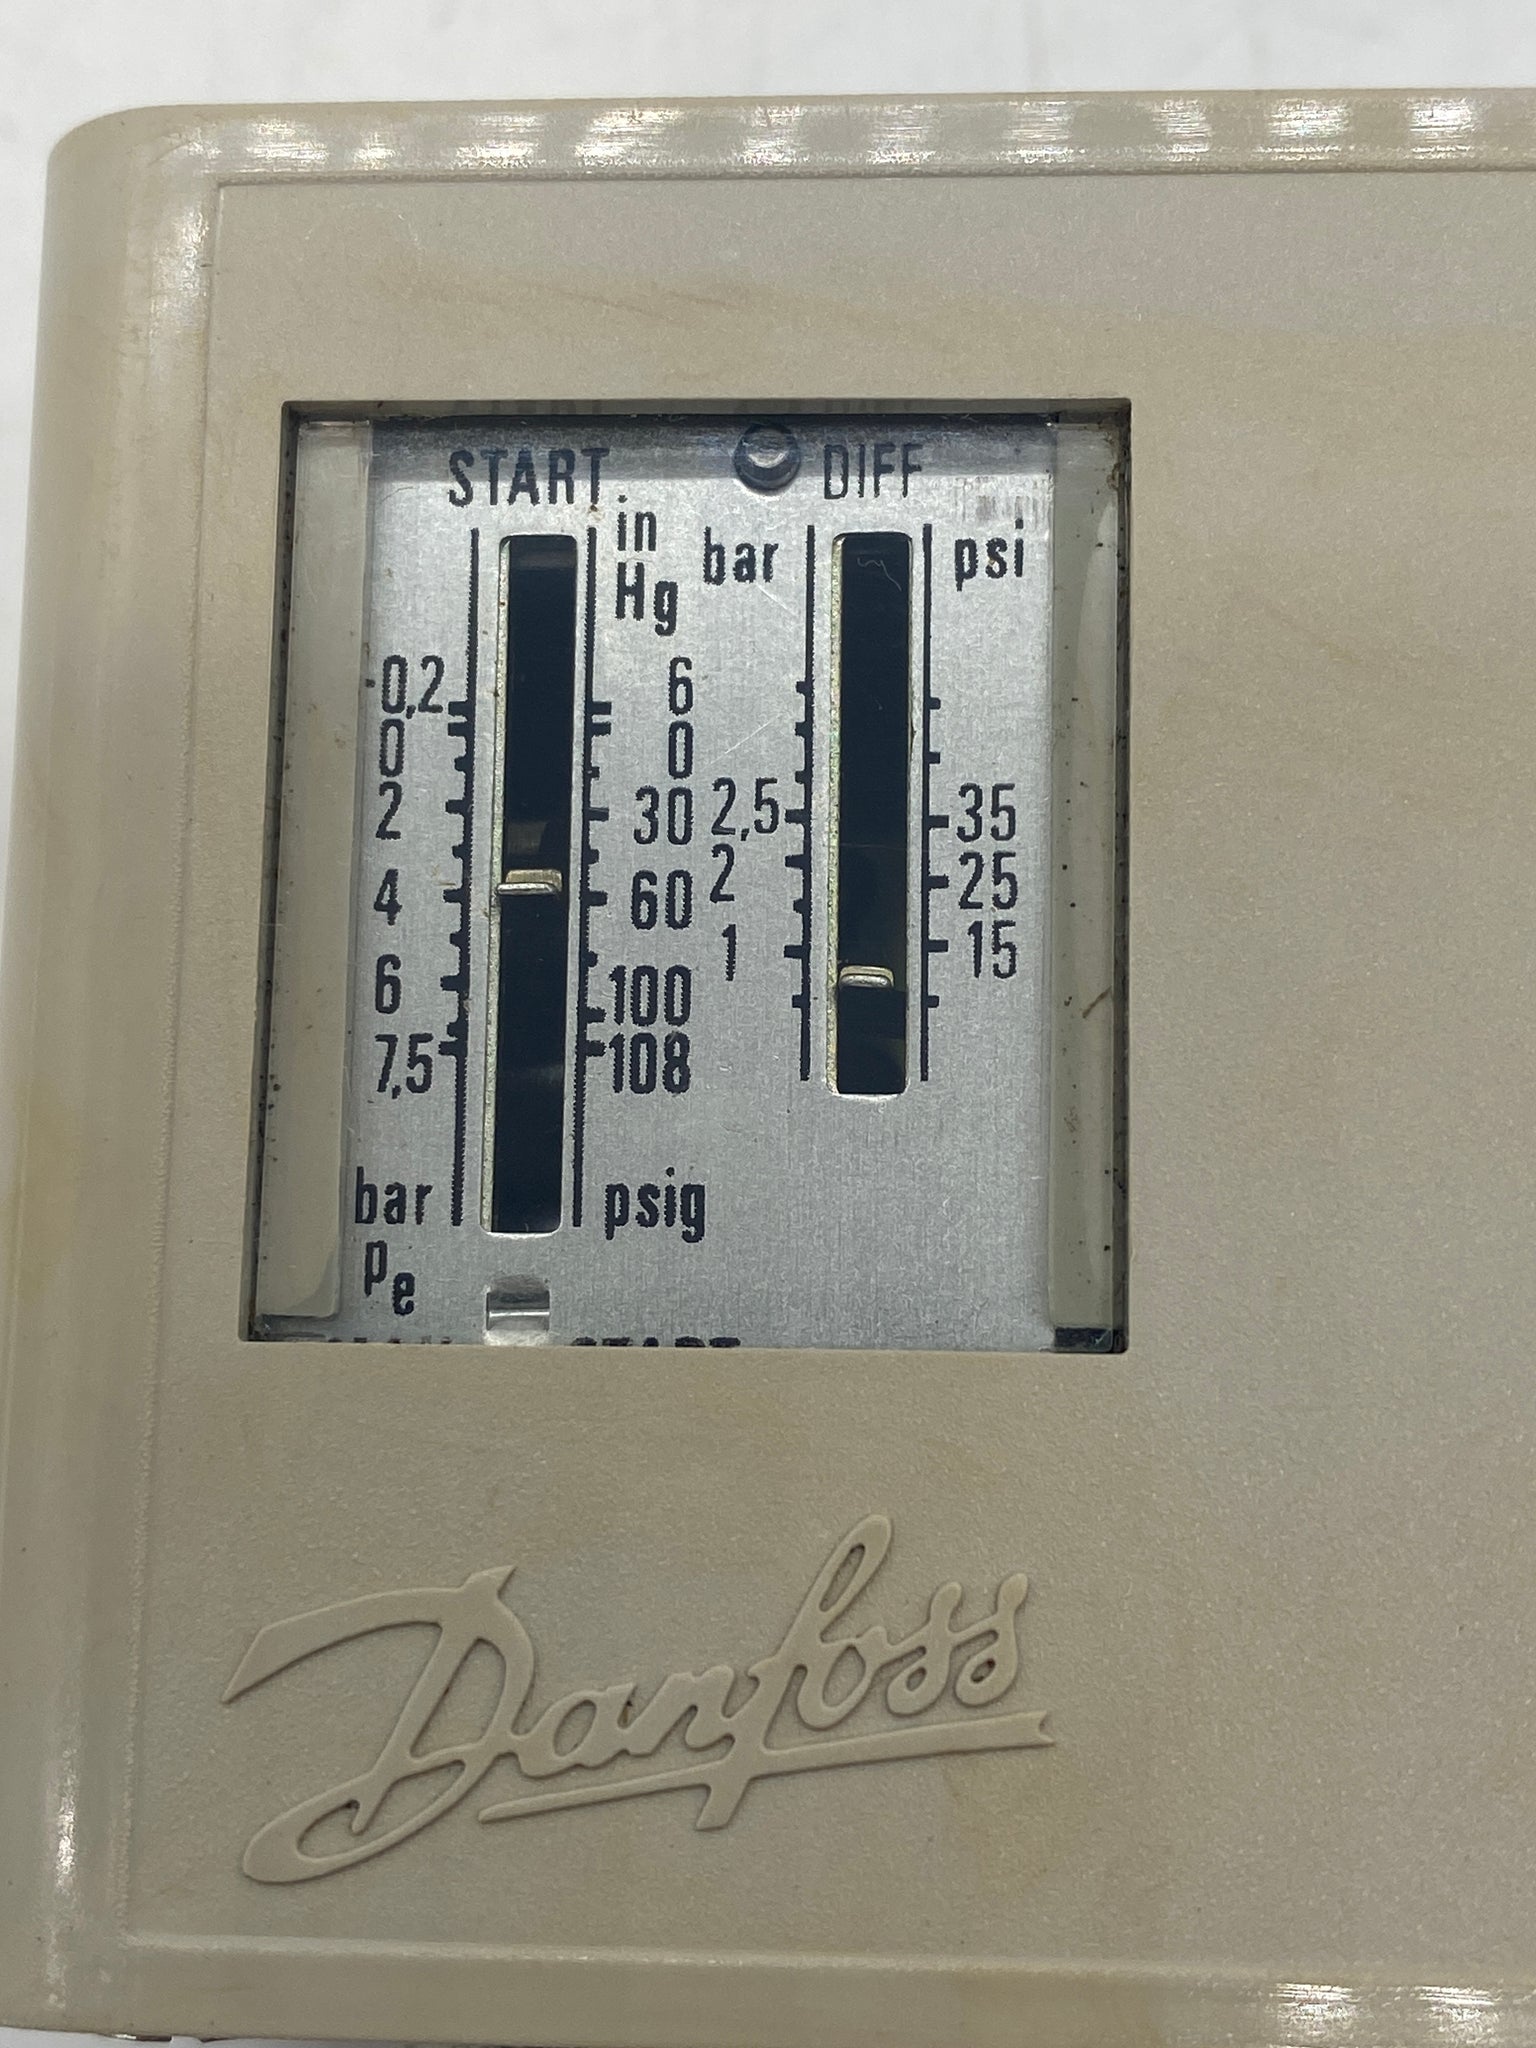 START DIFF
in
Hg
bar psi
-0,2 6
0 0
2 30 2,5 35
4 60 2 25
6 100 1 15
7,5 108
bar psig
pe
START
Danfoss